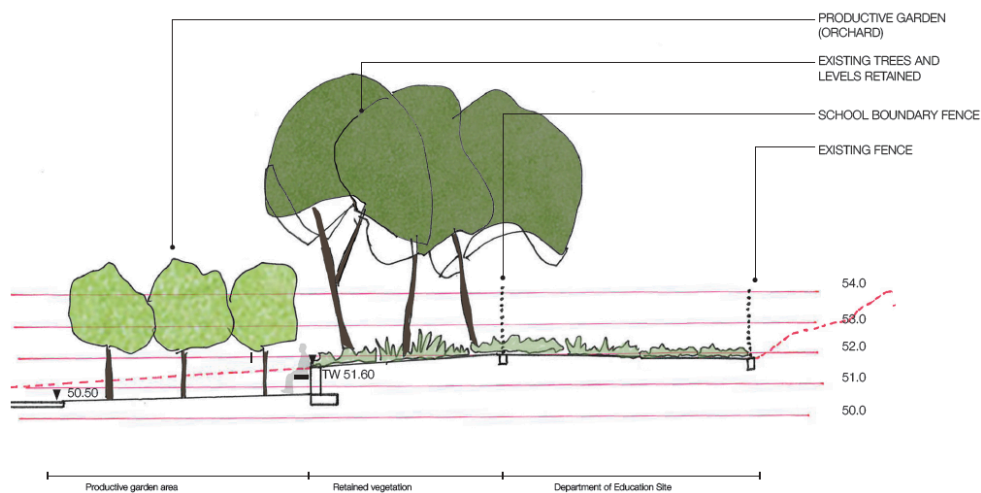 PRODUCTIVE GARDEN
(ORCHARD)
EXISTING TREES AND
LEVELS RETAINED
SCHOOL BOUNDARY FENCE
EXISTING FENCE
54.0
53.0
52.0
51.0
50.0
TW 51.60
50.50
Productive garden area
Retained vegetation
Department of Education Site